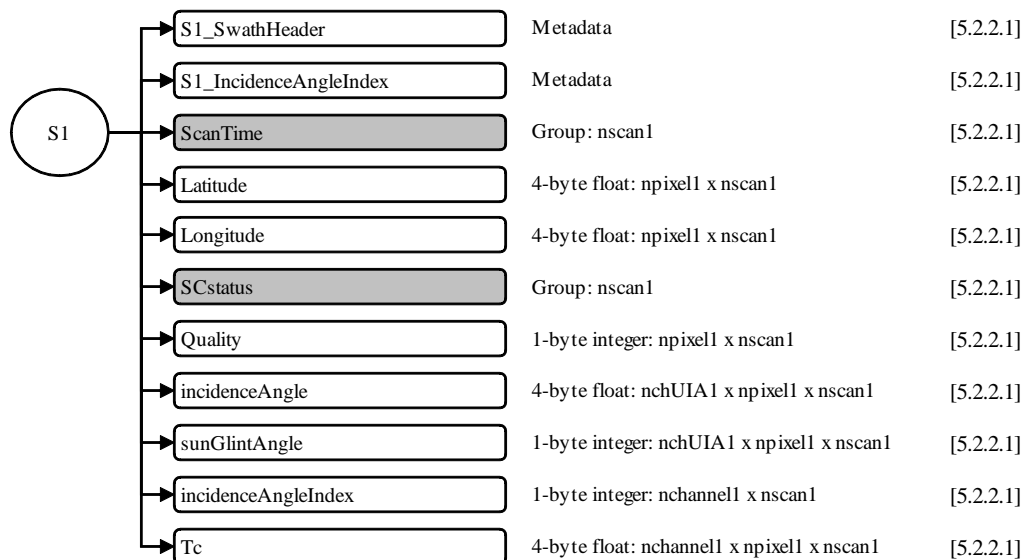 S1_SwathHeader Metadata [5.2.2.1]
S1_IncidenceAngleIndex Metadata [5.2.2.1]
S1 ScanTime Group: nscan1 [5.2.2.1]
Latitude 4-byte float: npixel1 x nscan1 [5.2.2.1]
Longitude 4-byte float: npixel1 x nscan1 [5.2.2.1]
SCstatus Group: nscan1 [5.2.2.1]
Quality 1-byte integer: npixel1 x nscan1 [5.2.2.1]
incidenceAngle 4-byte float: nchUIA1 x npixel1 x nscan1 [5.2.2.1]
sunGlintAngle 1-byte integer: nchUIA1 x npixel1 x nscan1 [5.2.2.1]
incidenceAngleIndex 1-byte integer: nchannel1 x nscan1 [5.2.2.1]
Tc 4-byte float: nchannel1 x npixel1 x nscan1 [5.2.2.1]